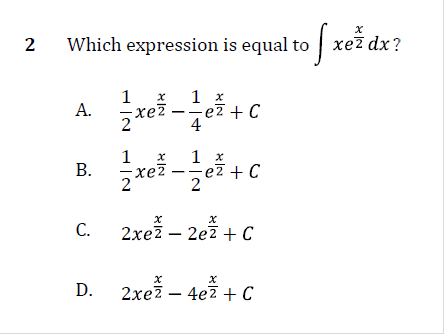 2 Which expression is equal to ∫ xe^(x/2) dx?
A. 1/2 xe^(x/2) − 1/4 e^(x/2) + C
B. 1/2 xe^(x/2) − 1/2 e^(x/2) + C
C. 2xe^(x/2) − 2e^(x/2) + C
D. 2xe^(x/2) − 4e^(x/2) + C